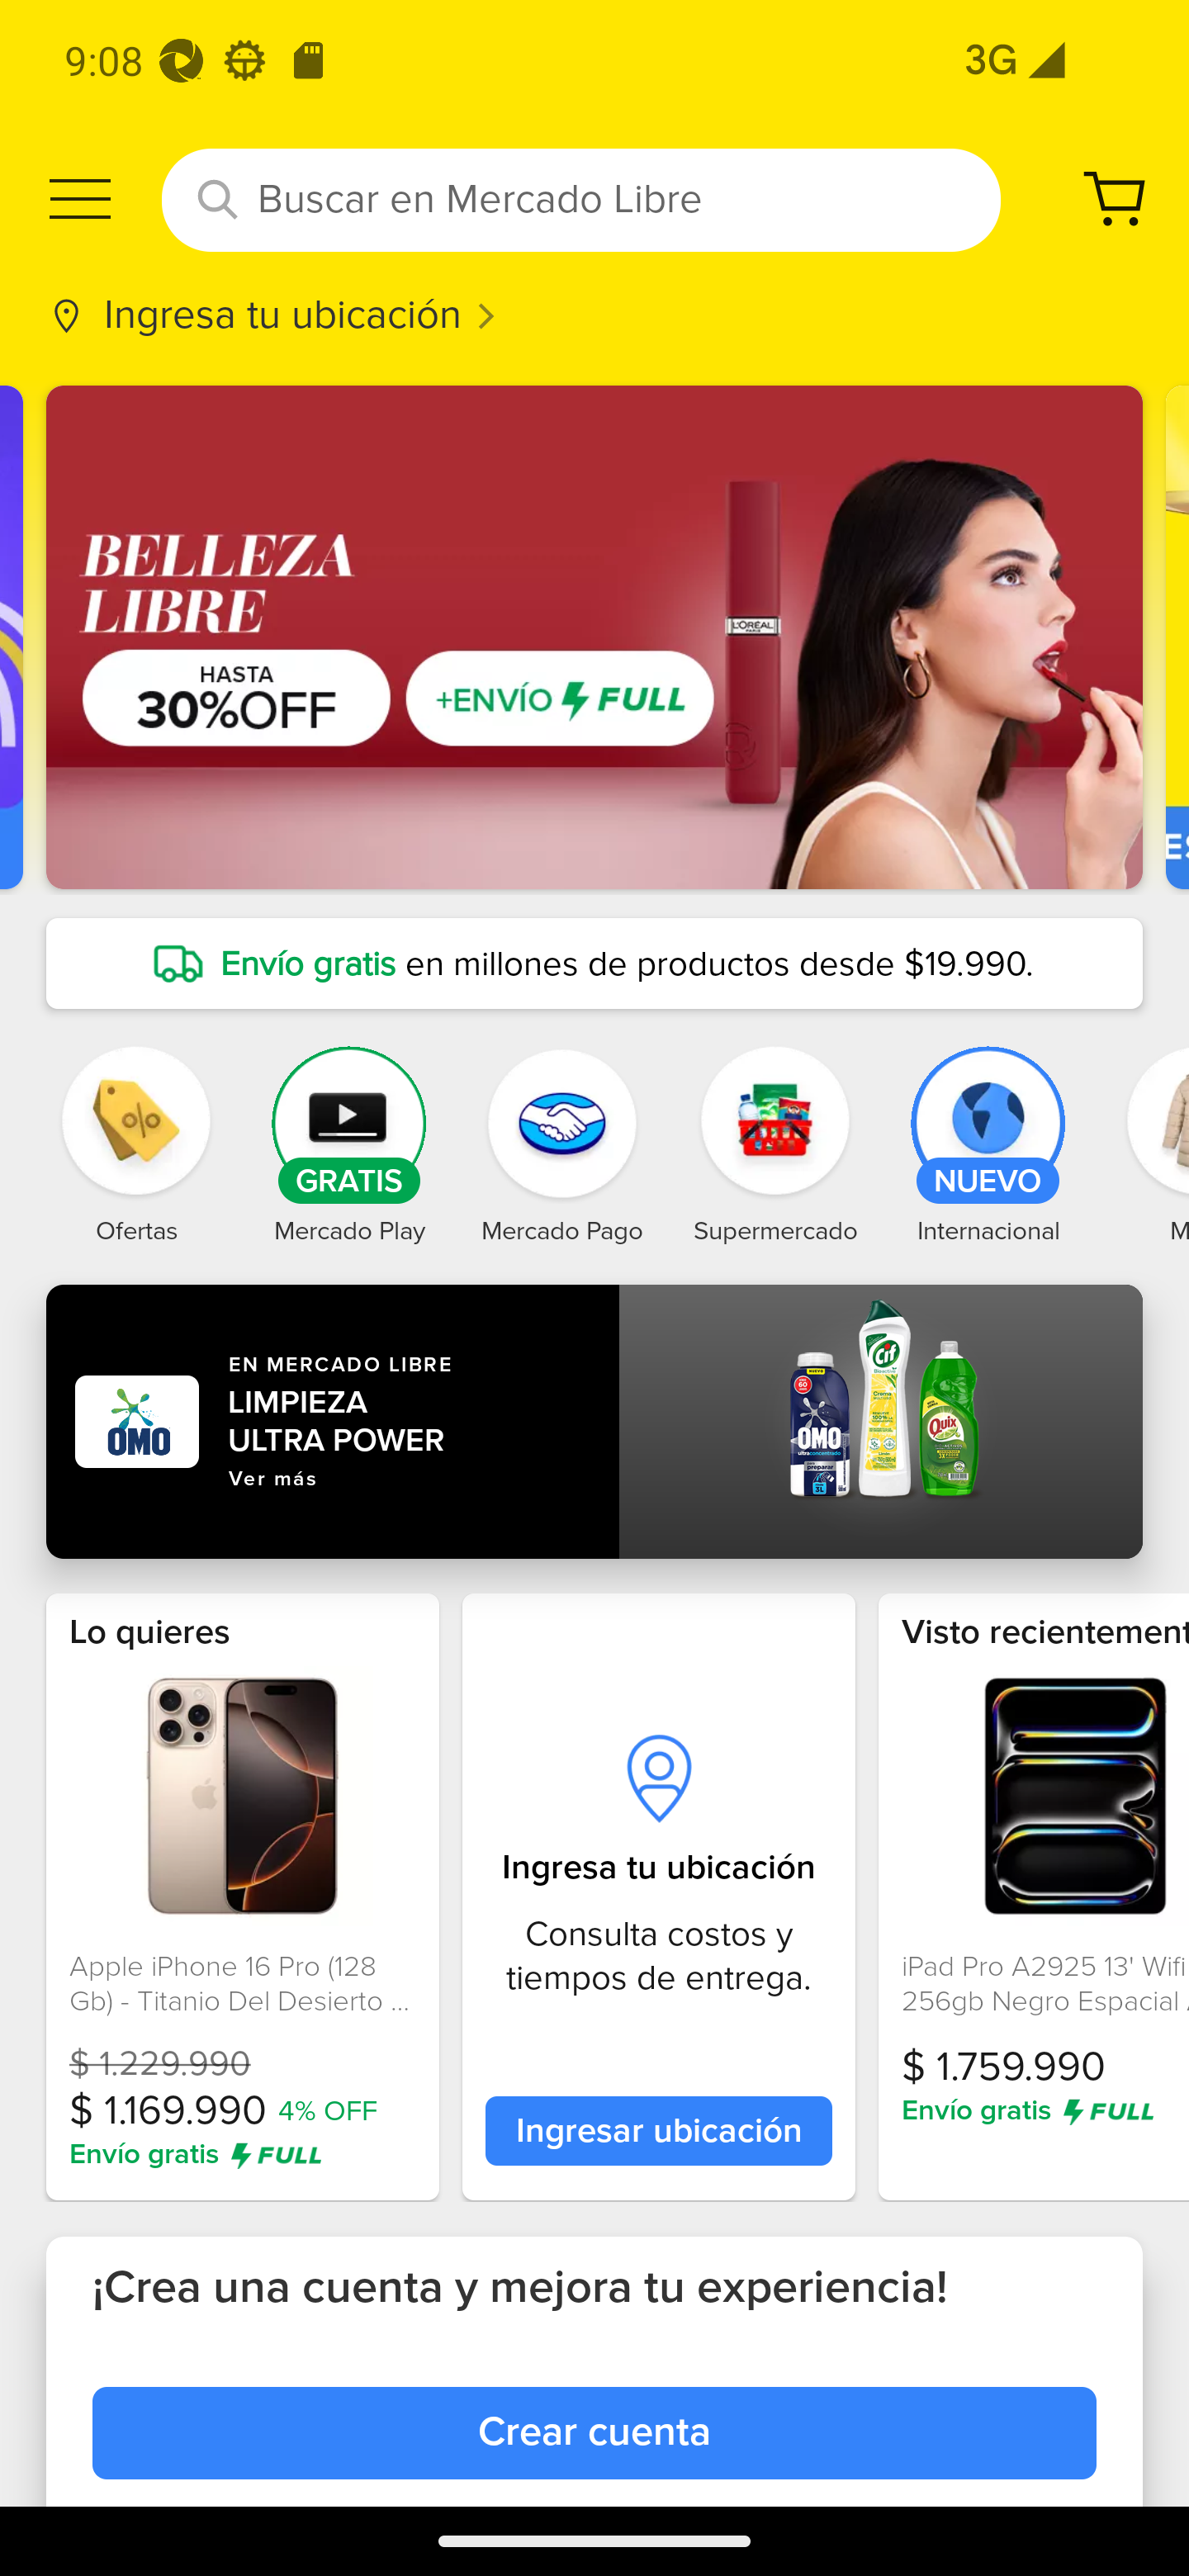 9:08
3G
Buscar en Mercado Libre
Ingresa tu ubicación
BELLEZA
LIBRE
HASTA
30%OFF
+ENVÍO FULL
L'ORÉAL
PARIS
Envío gratis en millones de productos desde $19.990.
GRATIS
NUEVO
Ofertas
Mercado Play
Mercado Pago
Supermercado
Internacional
M
EN MERCADO LIBRE
LIMPIEZA
ULTRA POWER
Ver más
OMO
OMO
Cif
Quix
Lo quieres
Apple iPhone 16 Pro (128
Gb) - Titanio Del Desierto ...
$ 1.229.990
$ 1.169.990 4% OFF
Envío gratis FULL
Ingresa tu ubicación
Consulta costos y
tiempos de entrega.
Ingresar ubicación
Visto recientement
iPad Pro A2925 13' Wifi
256gb Negro Espacial
$ 1.759.990
Envío gratis FULL
¡Crea una cuenta y mejora tu experiencia!
Crear cuenta